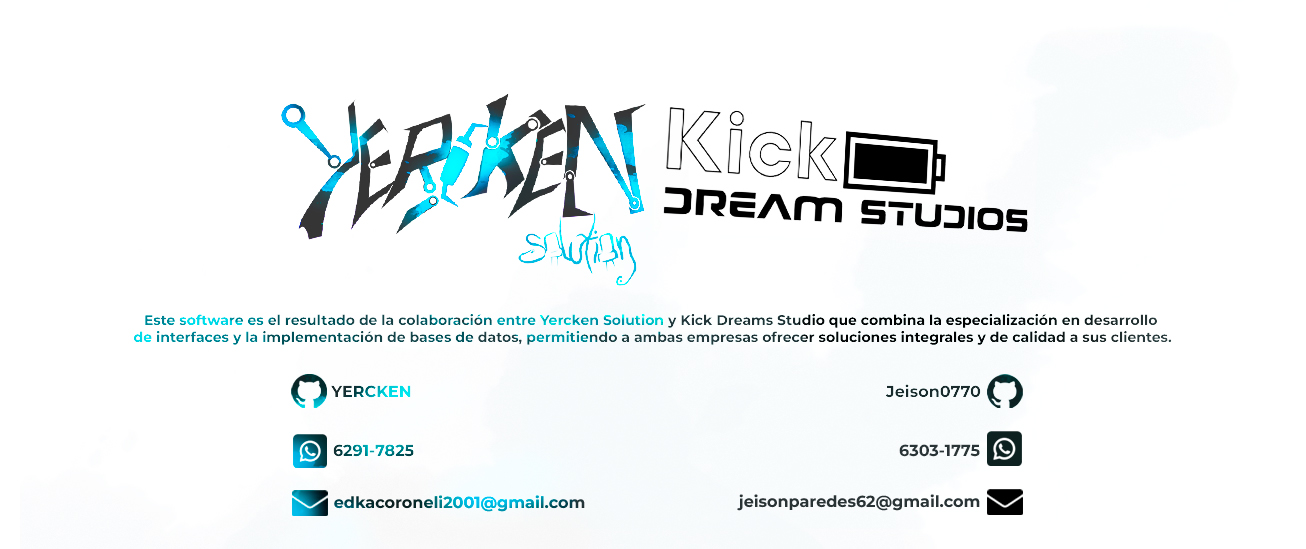 YERCKEN
solution
Kick
DREAM STUDIOS
Este software es el resultado de la colaboración entre Yercken Solution y Kick Dreams Studio que combina la especialización en desarrollo
de interfaces y la implementación de bases de datos, permitiendo a ambas empresas ofrecer soluciones integrales y de calidad a sus clientes.
YERCKEN
Jeison0770
6291-7825
6303-1775
edkacoroneli2001@gmail.com
jeisonparedes62@gmail.com